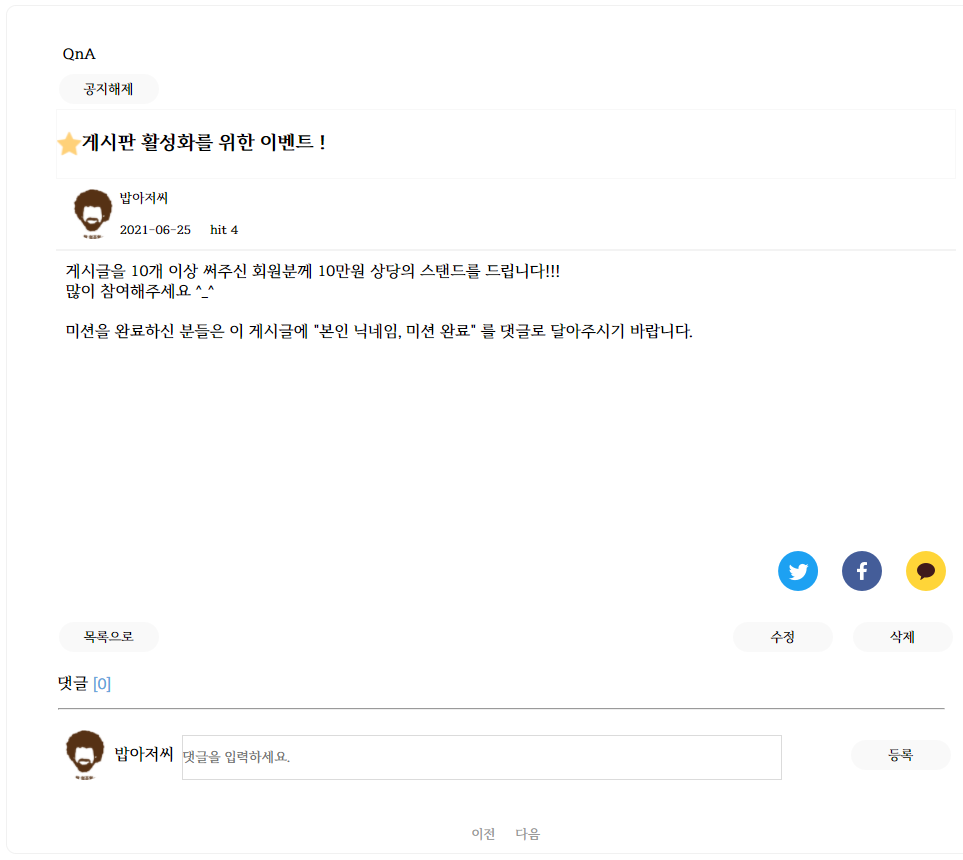 QnA
공지해제
게시판 활성화를 위한 이벤트 !
밥아저씨
2021-06-25 hit 4
게시글을 10개 이상 써주신 회원분께 10만원 상당의 스탠드를 드립니다!!!
많이 참여해주세요 ^_^
미션을 완료하신 분들은 이 게시글에 "본인 닉네임, 미션 완료" 를 댓글로 달아주시기 바랍니다.
목록으로 수정 삭제
댓글 [0]
밥아저씨 댓글을 입력하세요. 등록
이전 다음